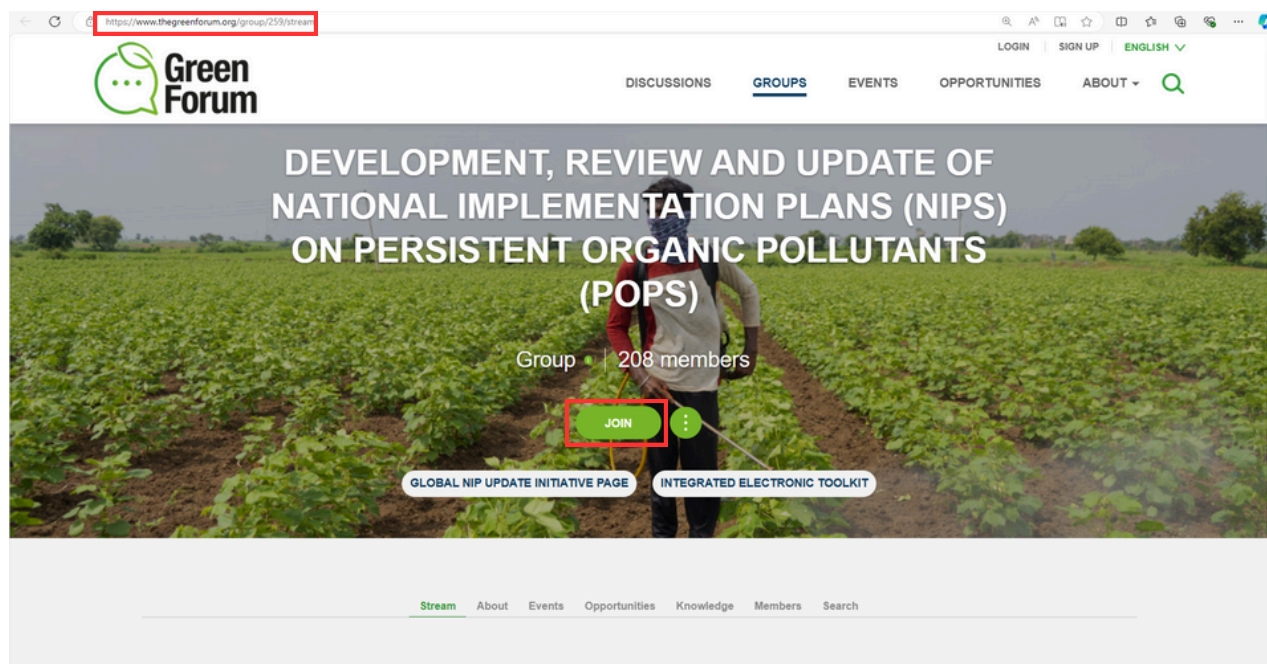 https://www.thegreenforum.org/group/259/stream
LOGIN SIGN UP ENGLISH
Green
Forum
DISCUSSIONS GROUPS EVENTS OPPORTUNITIES ABOUT
DEVELOPMENT, REVIEW AND UPDATE OF
NATIONAL IMPLEMENTATION PLANS (NIPS)
ON PERSISTENT ORGANIC POLLUTANTS
(POPS)
Group | 208 members
JOIN
GLOBAL NIP UPDATE INITIATIVE PAGE INTEGRATED ELECTRONIC TOOLKIT
Stream About Events Opportunities Knowledge Members Search